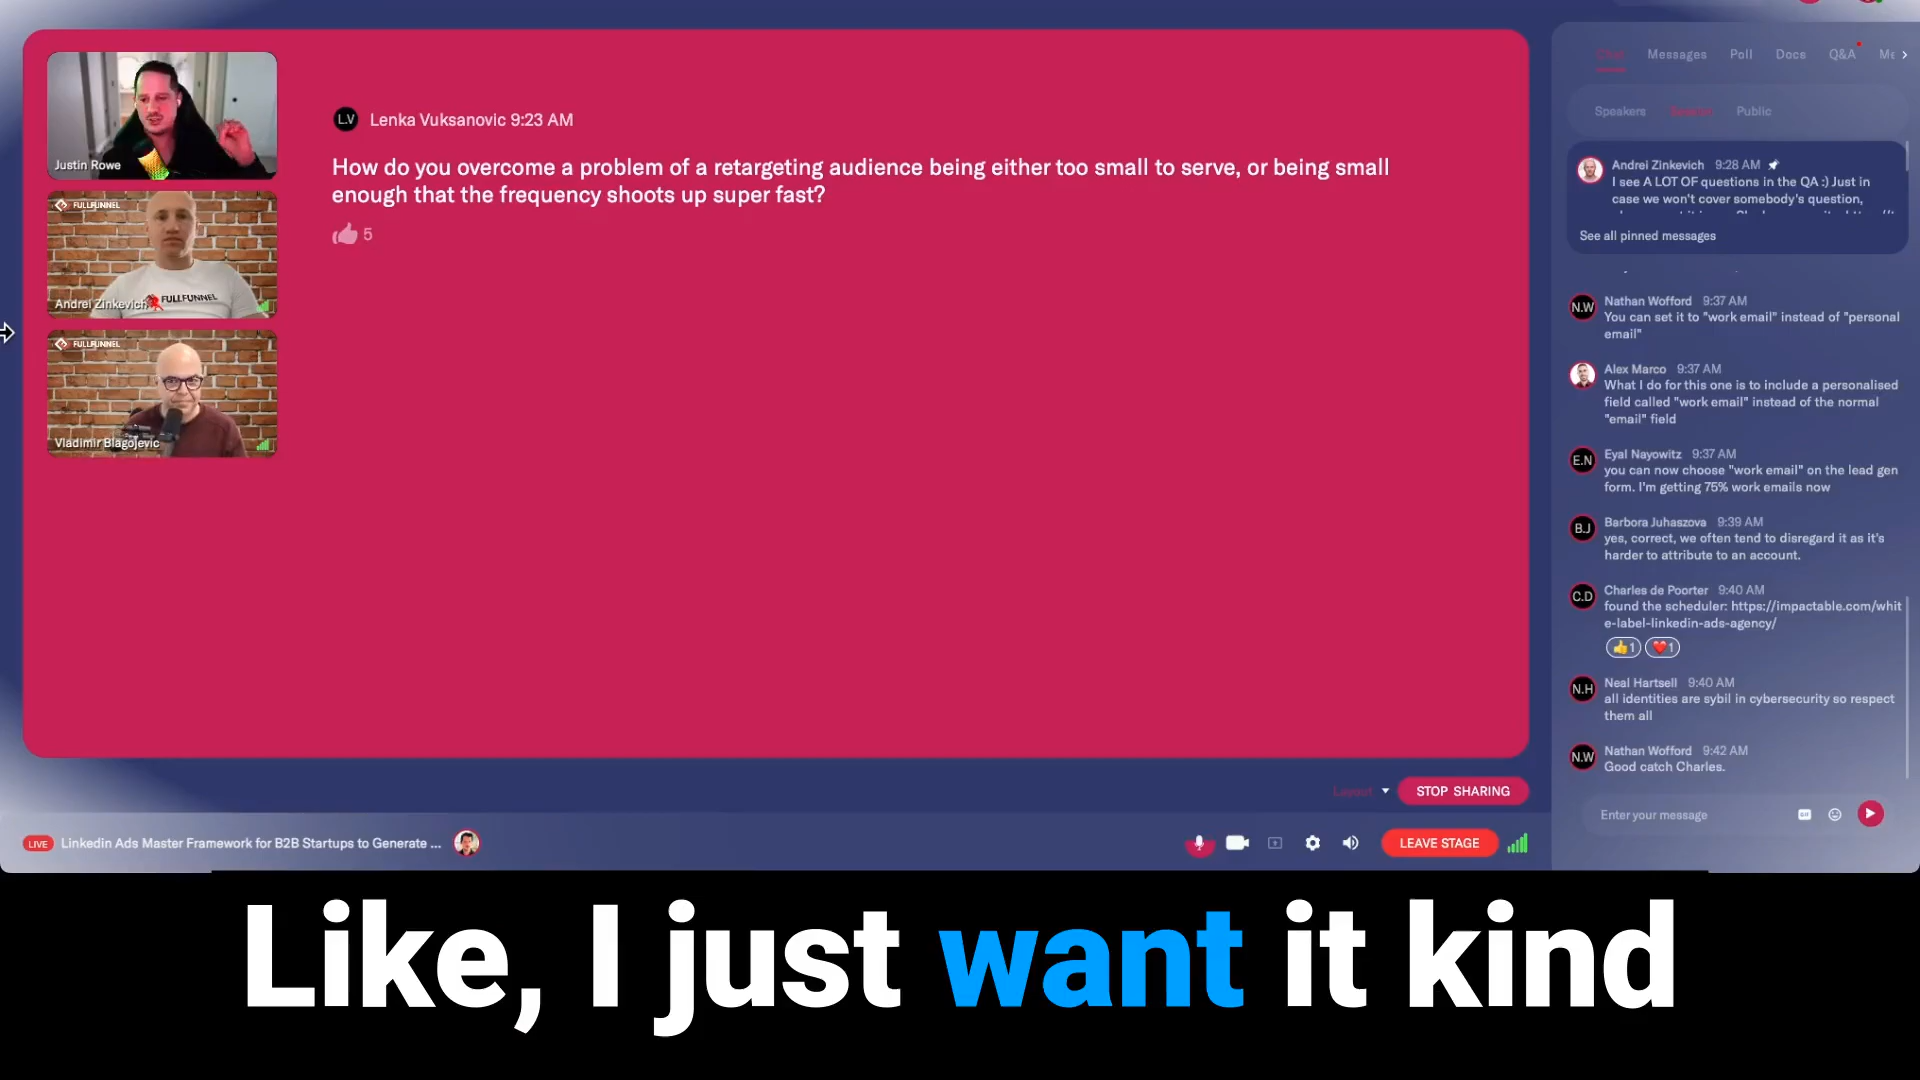 Justin Rowe
FULLFUNNEL
FULLFUNNEL
Andrei Zinkevich
FULLFUNNEL
Vladimir Blagojevic
L.V Lenka Vuksanovic 9:23 AM
How do you overcome a problem of a retargeting audience being either too small to serve, or being small
enough that the frequency shoots up super fast?
5
Chat Messages Poll Docs Q&A
Speakers Public
Andrei Zinkevich 9:28 AM
I see A LOT OF questions in the QA :) Just in
case we won't cover somebody's question,
See all pinned messages
N.W Nathan Wofford 9:37 AM
You can set it to "work email" instead of "personal
email"
Alex Marco 9:37 AM
What I do for this one is to include a personalised
field called "work email" instead of the normal
"email" field
E.N Eyal Nayowitz 9:37 AM
you can now choose "work email" on the lead gen
form. I'm getting 75% work emails now
B.J Barbora Juhaszova 9:39 AM
yes, correct, we often tend to disregard it as it's
harder to attribute to an account.
C.D Charles de Poorter 9:40 AM
found the scheduler: https://impactable.com/whit
e-label-linkedin-ads-agency/
1 1
N.H Neal Hartsell 9:40 AM
all identities are sybil in cybersecurity so respect
them all
N.W Nathan Wofford 9:42 AM
Good catch Charles.
Enter your message
Layout STOP SHARING
LIVE Linkedin Ads Master Framework for B2B Startups to Generate ...
LEAVE STAGE
Like, I just want it kind